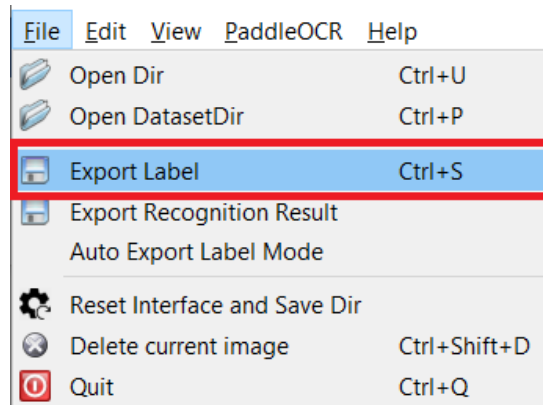 File Edit View PaddleOCR Help
Open Dir Ctrl+U
Open DatasetDir Ctrl+P
Export Label Ctrl+S
Export Recognition Result
Auto Export Label Mode
Reset Interface and Save Dir
Delete current image Ctrl+Shift+D
Quit Ctrl+Q